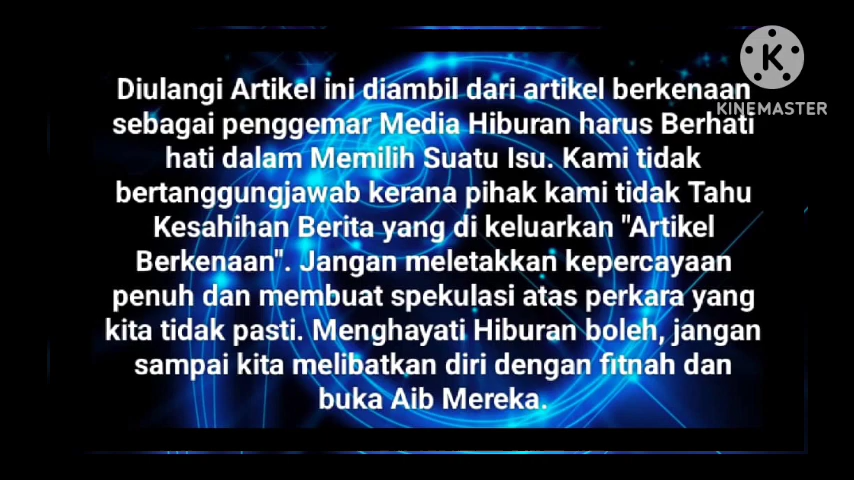 KINEMASTER
Diulangi Artikel ini diambil dari artikel berkenaan
sebagai penggemar Media Hiburan harus Berhati
hati dalam Memilih Suatu Isu. Kami tidak
bertanggungjawab kerana pihak kami tidak Tahu
Kesahihan Berita yang di keluarkan "Artikel
Berkenaan". Jangan meletakkan kepercayaan
penuh dan membuat spekulasi atas perkara yang
kita tidak pasti. Menghayati Hiburan boleh, jangan
sampai kita melibatkan diri dengan fitnah dan
buka Aib Mereka.